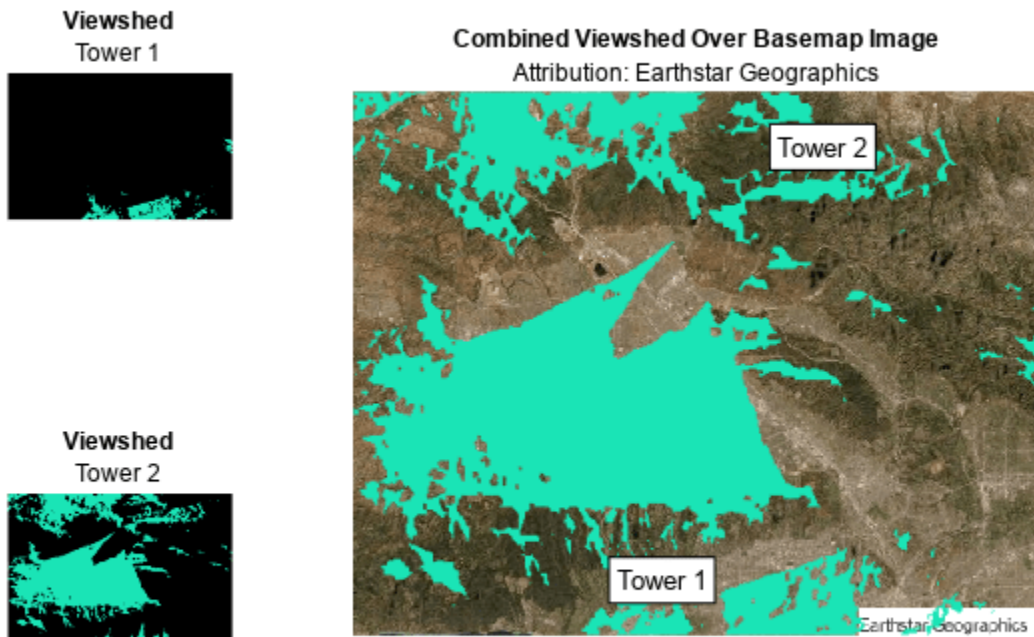 Viewshed
Tower 1
Combined Viewshed Over Basemap Image
Attribution: Earthstar Geographics
Tower 2
Viewshed
Tower 2
Tower 1
Earthstar Geographics